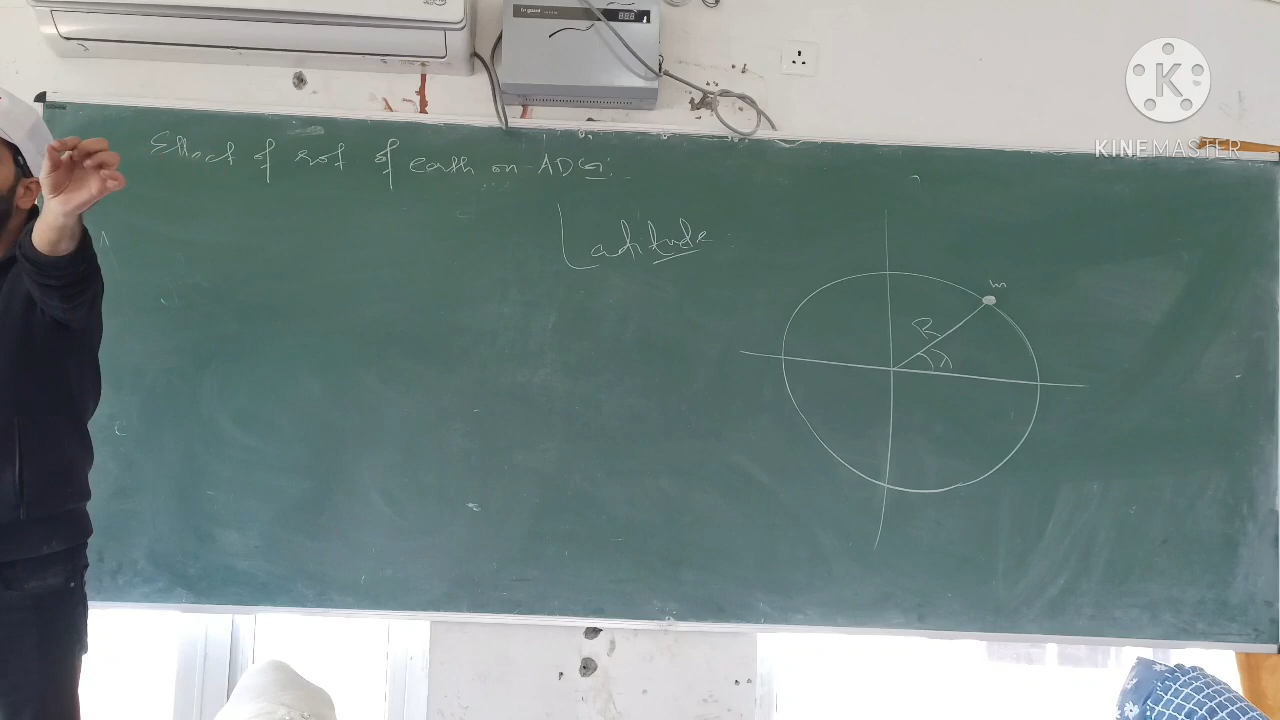 Effect of rot of earth on ADG:
Latitude:
m
R
λ
K
KINEMASTER